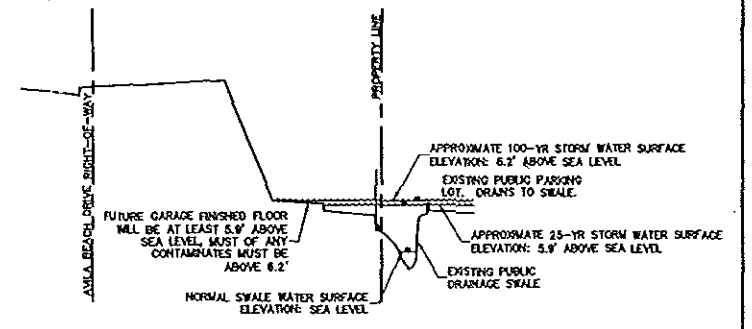 AVILA BEACH DRIVE RIGHT-OF-WAY
PROPERTY LINE
APPROXIMATE 100-YR STORM WATER SURFACE
ELEVATION: 6.2' ABOVE SEA LEVEL
EXISTING PUBLIC PARKING
LOT. DRAINS TO SWALE.
FUTURE GARAGE FINISHED FLOOR
WILL BE AT LEAST 5.9' ABOVE
SEA LEVEL, MUST OF ANY
CONTAMINATES MUST BE
ABOVE 6.2'
APPROXIMATE 25-YR STORM WATER SURFACE
ELEVATION: 5.9' ABOVE SEA LEVEL
EXISTING PUBLIC
DRAINAGE SWALE
NORMAL SWALE WATER SURFACE
ELEVATION: SEA LEVEL